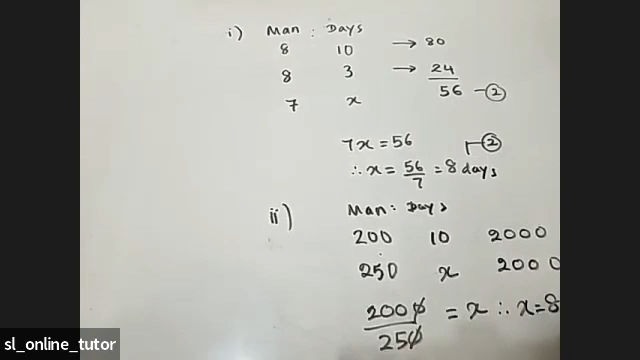 i) Man : Days
8 10 → 80
8 3 → 24
56 - ②
7 x
7x = 56 ②
∴ x = 56/7 = 8 days
ii) Man : Days
200 10 2000
250 x 2000
2000/250 = x ∴ x = 8
sl_online_tutor